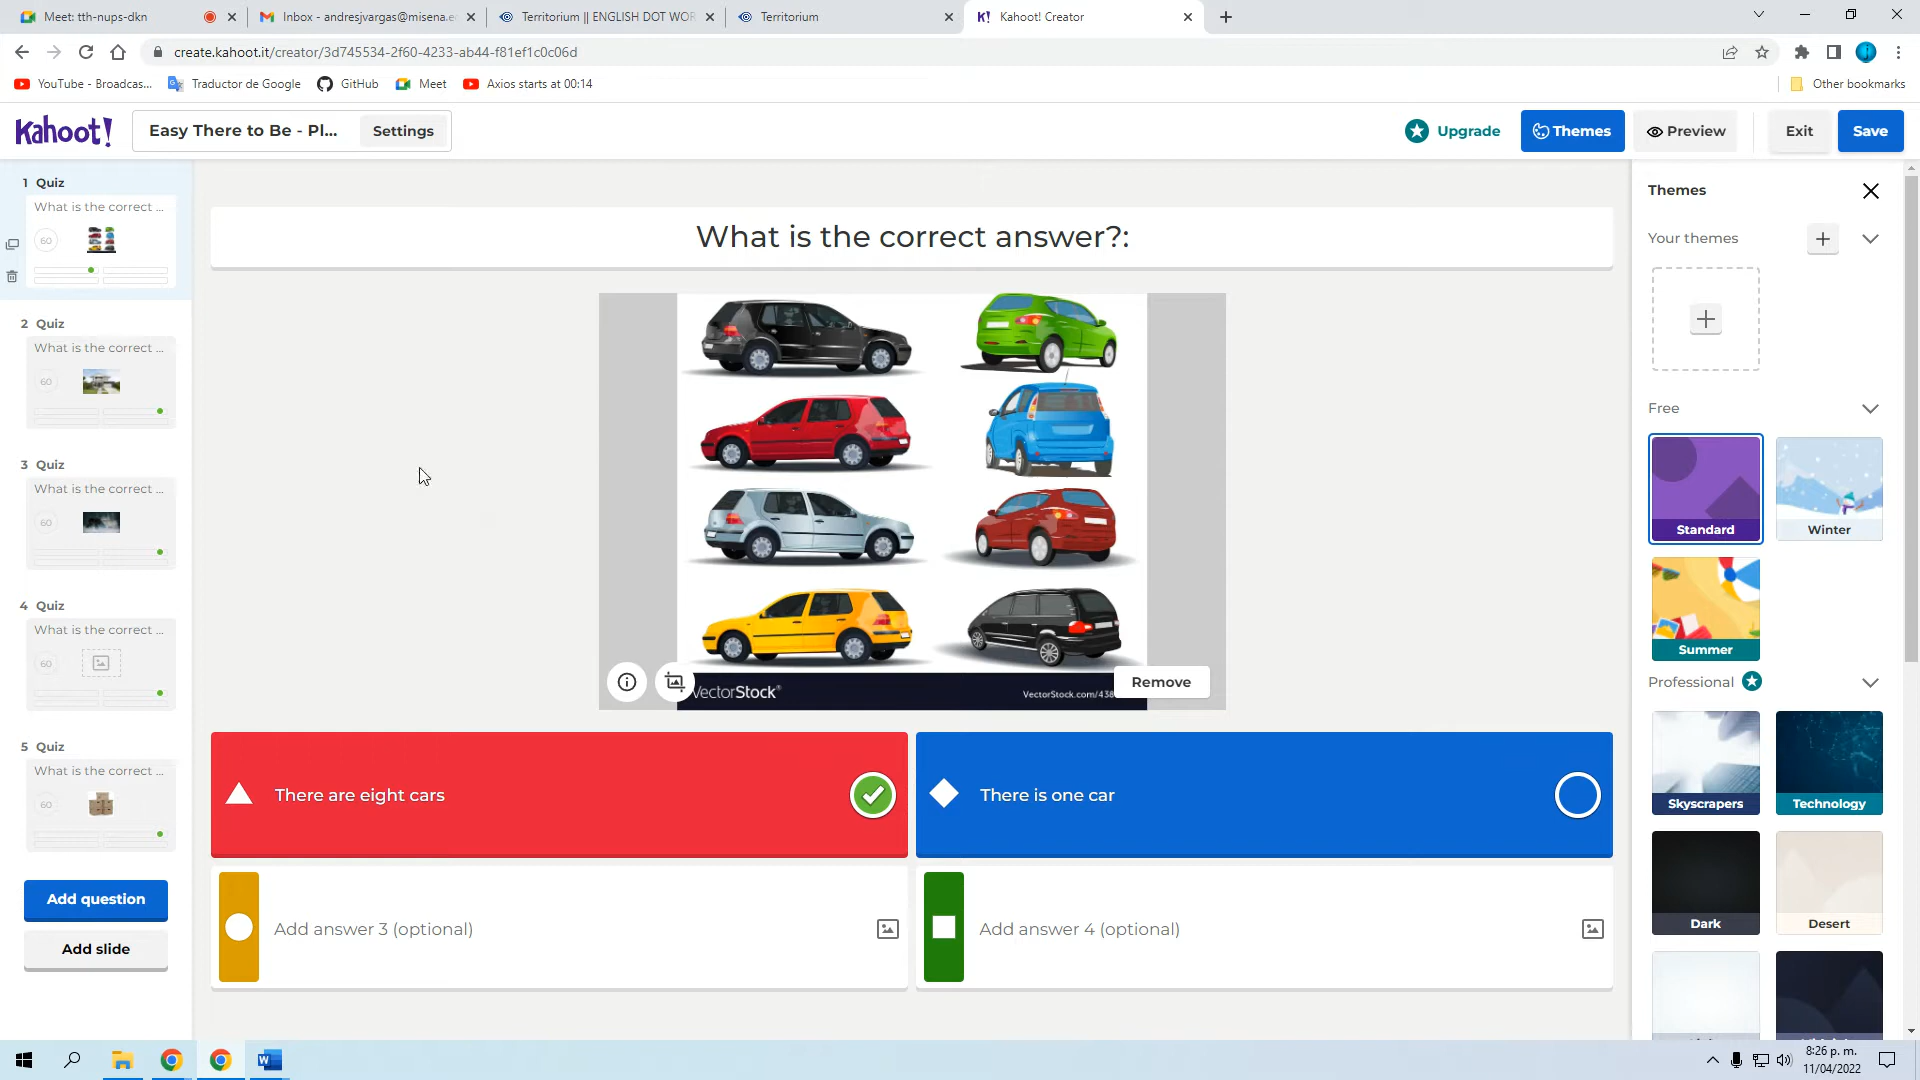 Meet: tth-nups-dkn
Inbox - andresjvargas@misena.e
Territorium || ENGLISH DOT WOR
Territorium
Kahoot! Creator
create.kahoot.it/creator/3d745534-2f60-4233-ab44-f81ef1c0c06d
YouTube - Broadcas...
Traductor de Google
GitHub
Meet
Axios starts at 00:14
Other bookmarks
Kahoot!
Easy There to Be - Pl...
Settings
Upgrade
Themes
Preview
Exit
Save
1 Quiz
What is the correct ...
60
2 Quiz
What is the correct ...
60
3 Quiz
What is the correct ...
60
4 Quiz
What is the correct ...
60
5 Quiz
What is the correct ...
60
Add question
Add slide
What is the correct answer?:
VectorStock®
VectorStock.com/438
Remove
There are eight cars
There is one car
Add answer 3 (optional)
Add answer 4 (optional)
Themes
Your themes
Free
Standard
Winter
Summer
Professional
Skyscrapers
Technology
Dark
Desert
8:26 p. m.
11/04/2022